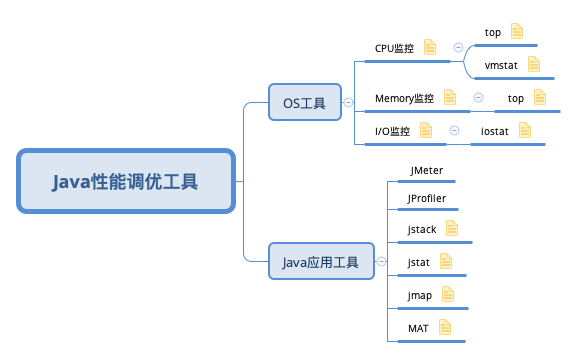 Java性能调优工具
OS工具
CPU监控
top
vmstat
Memory监控
top
I/O监控
iostat
Java应用工具
JMeter
JProfiler
jstack
jstat
jmap
MAT